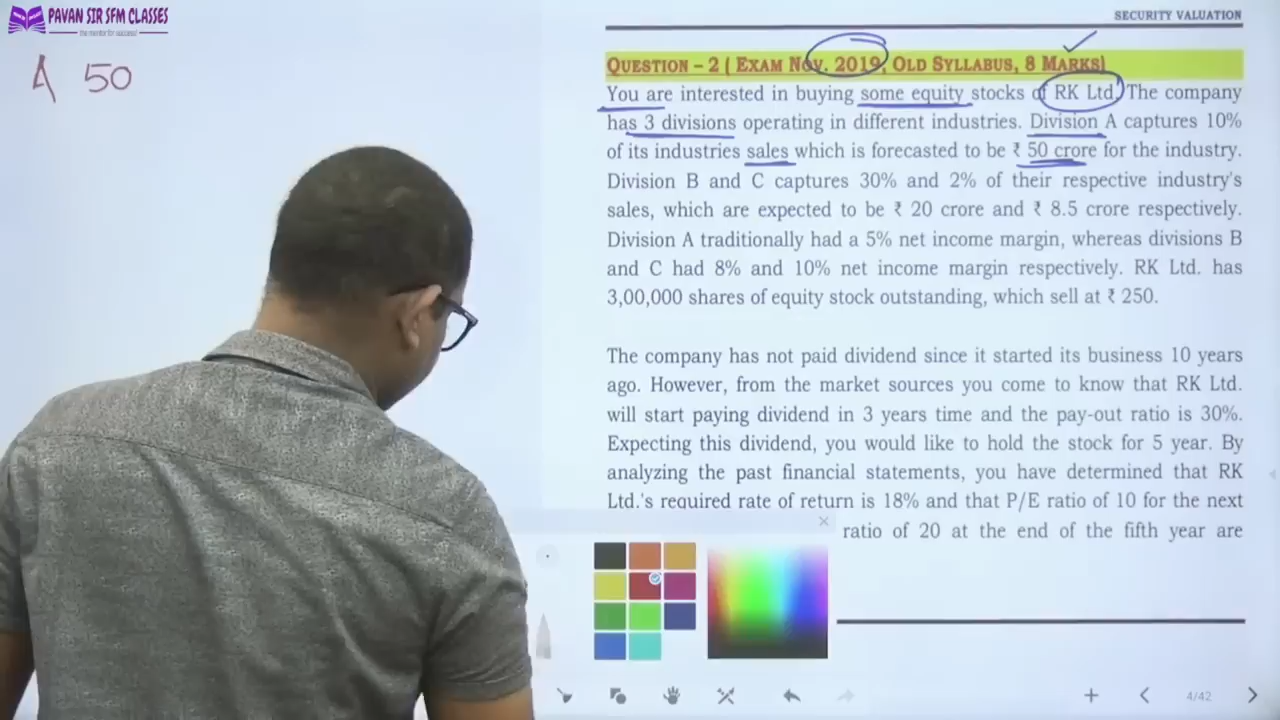 PAVAN SIR SFM CLASSES
the mentor for success!
A 50
SECURITY VALUATION
QUESTION – 2 ( EXAM NOV. 2019, OLD SYLLABUS, 8 MARKS)
You are interested in buying some equity stocks of RK Ltd. The company
has 3 divisions operating in different industries. Division A captures 10%
of its industries sales which is forecasted to be ₹ 50 crore for the industry.
Division B and C captures 30% and 2% of their respective industry's
sales, which are expected to be ₹ 20 crore and ₹ 8.5 crore respectively.
Division A traditionally had a 5% net income margin, whereas divisions B
and C had 8% and 10% net income margin respectively. RK Ltd. has
3,00,000 shares of equity stock outstanding, which sell at ₹ 250.
The company has not paid dividend since it started its business 10 years
ago. However, from the market sources you come to know that RK Ltd.
will start paying dividend in 3 years time and the pay-out ratio is 30%.
Expecting this dividend, you would like to hold the stock for 5 year. By
analyzing the past financial statements, you have determined that RK
Ltd.'s required rate of return is 18% and that P/E ratio of 10 for the next
ratio of 20 at the end of the fifth year are
4/42